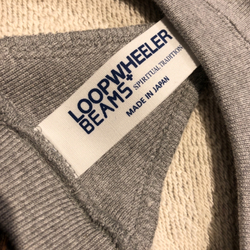 LOOPWHEELER
+
BEAMS
SPIRITUAL TRADITION
MADE IN JAPAN